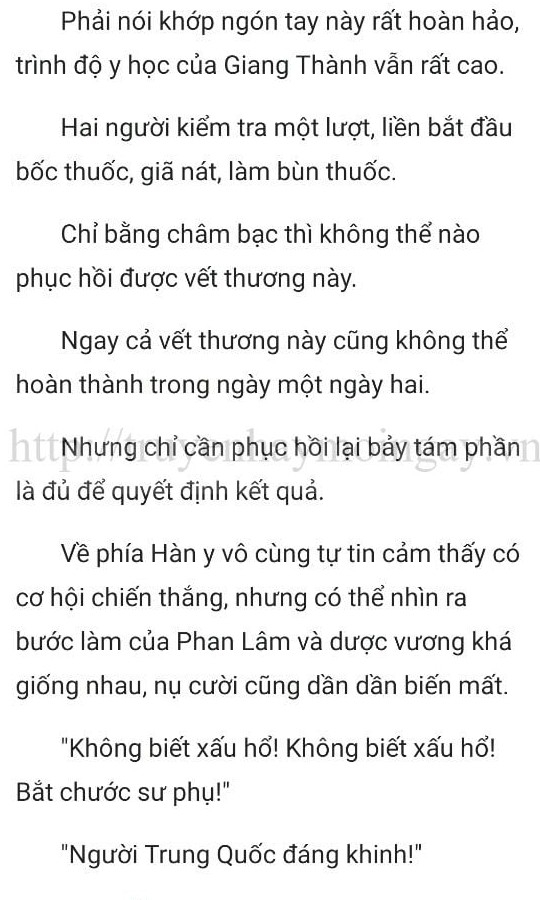 Phải nói khớp ngón tay này rất hoàn hảo,
trình độ y học của Giang Thành vẫn rất cao.
Hai người kiểm tra một lượt, liền bắt đầu
bốc thuốc, giã nát, làm bùn thuốc.
Chỉ bằng châm bạc thì không thể nào
phục hồi được vết thương này.
Ngay cả vết thương này cũng không thể
hoàn thành trong ngày một ngày hai.
http://truyenhaymoingay.vn
Nhưng chỉ cần phục hồi lại bảy tám phần
là đủ để quyết định kết quả.
Về phía Hàn y vô cùng tự tin cảm thấy có
cơ hội chiến thắng, nhưng có thể nhìn ra
bước làm của Phan Lâm và dược vương khá
giống nhau, nụ cười cũng dần dần biến mất.
"Không biết xấu hổ! Không biết xấu hổ!
Bắt chước sư phụ!"
"Người Trung Quốc đáng khinh!"